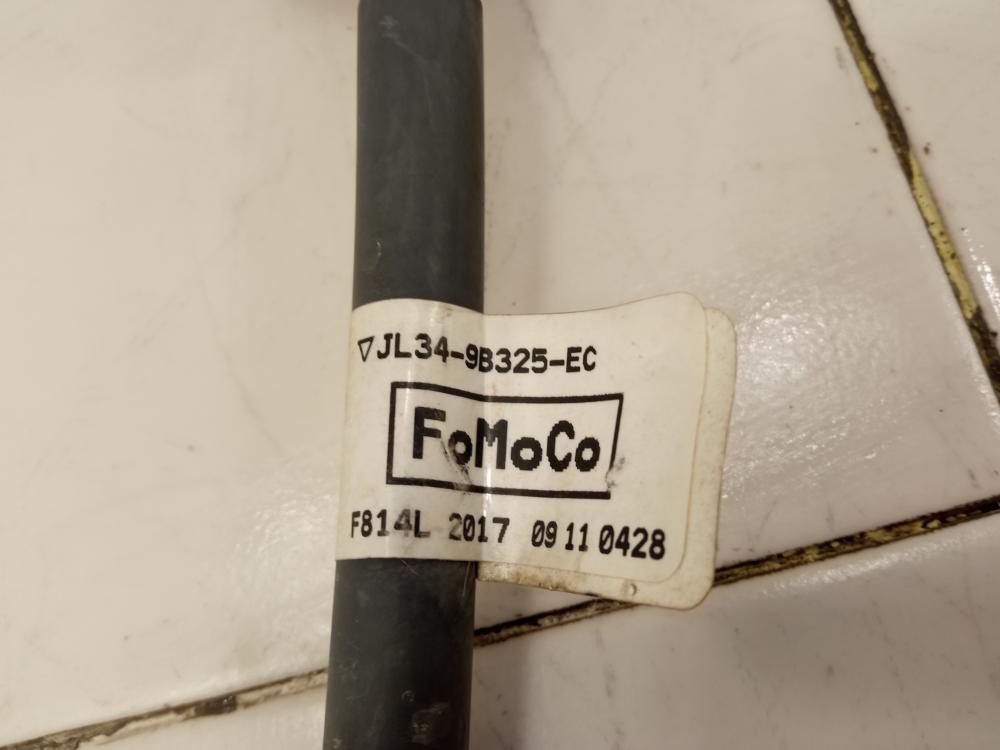 ▽JL34-9B325-EC
FoMoCo
F814L 2017 09 11 0428